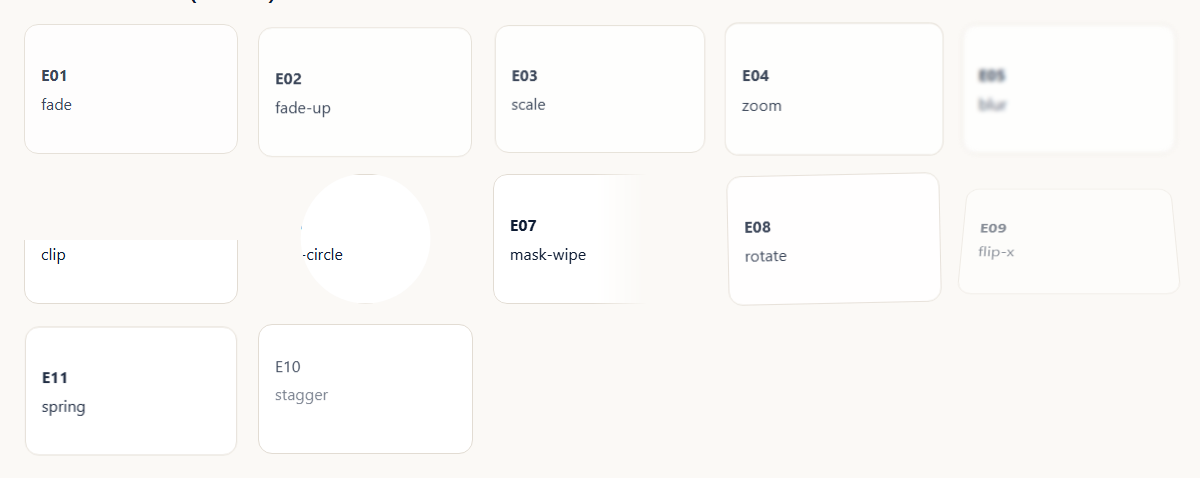 E01
fade
E02
fade-up
E03
scale
E04
zoom
E05
blur
clip
-circle
E07
mask-wipe
E08
rotate
E09
flip-x
E11
spring
E10
stagger